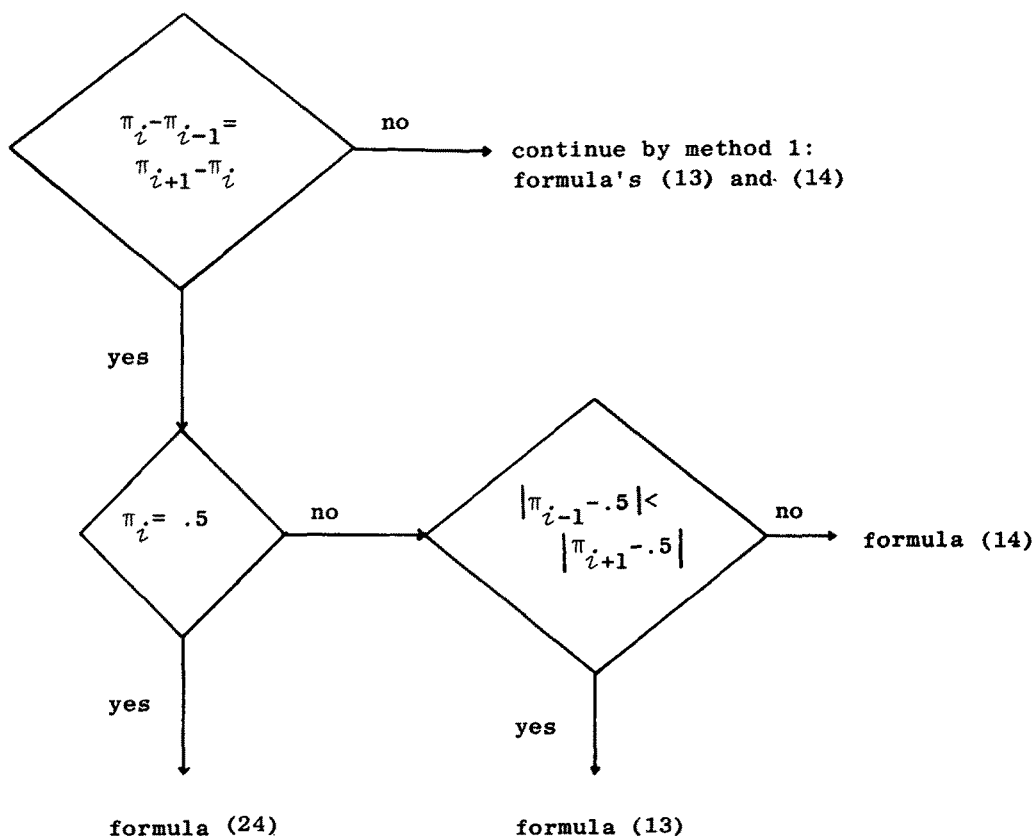 π_i-π_{i-1}=
π_{i+1}-π_i
no
continue by method 1:
formula's (13) and (14)
yes
π_i= .5
no
|π_{i-1}-.5|<
|π_{i+1}-.5|
no
formula (14)
yes
yes
formula (24)
formula (13)